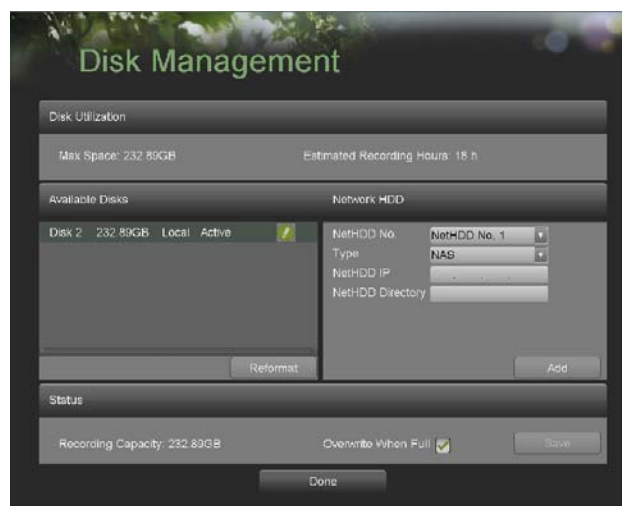 Disk Management
Disk Utilization
Max Space: 232.89GB Estimated Recording Hours: 18 h
Available Disks Network HDD
Disk 2 232.89GB Local Active NetHDD No. NetHDD No. 1
Type NAS
NetHDD IP . . .
NetHDD Directory
Reformat Add
Status
Recording Capacity: 232.89GB Overwrite When Full Save
Done